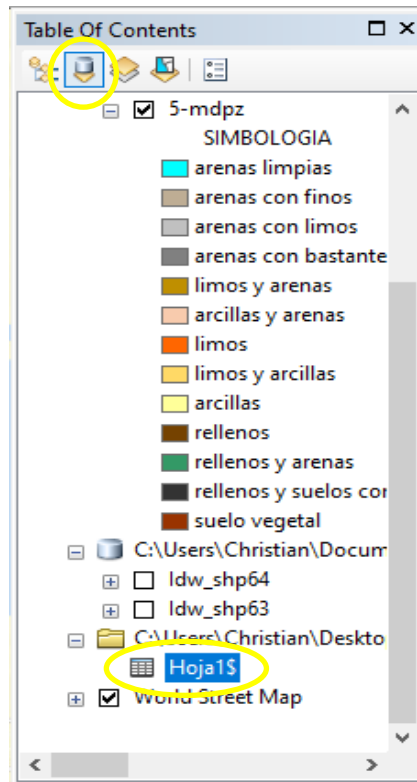 Table Of Contents
5-mdpz
SIMBOLOGIA
arenas limpias
arenas con finos
arenas con limos
arenas con bastante
limos y arenas
arcillas y arenas
limos
limos y arcillas
arcillas
rellenos
rellenos y arenas
rellenos y suelos cor
suelo vegetal
C:\Users\Christian\Docum
Idw_shp64
Idw_shp63
C:\Users\Christian\Deskto
Hoja1$
World Street Map